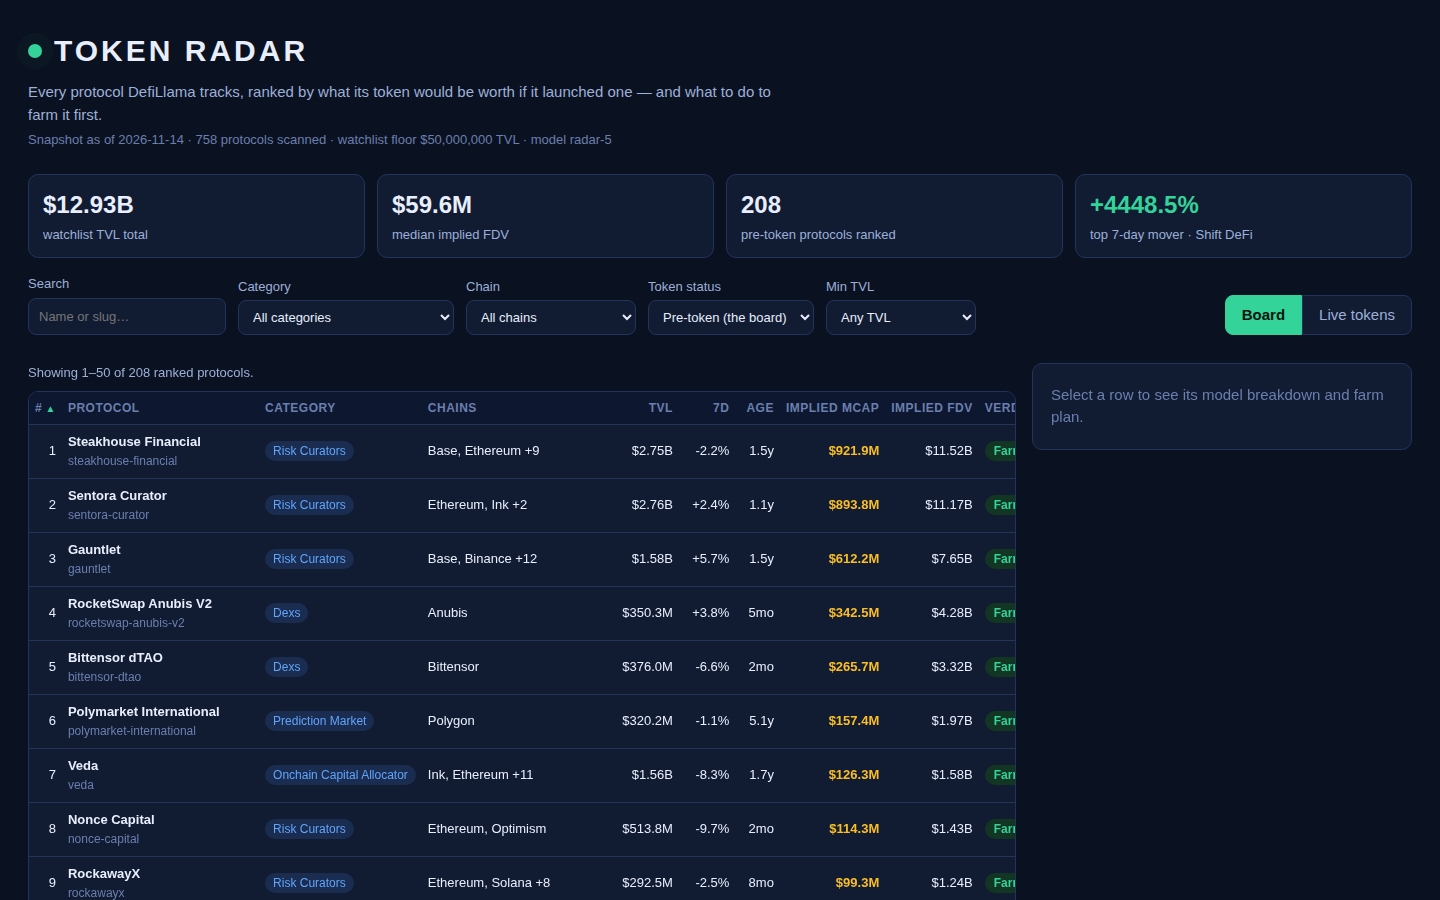 TOKEN RADAR
Every protocol DefiLlama tracks, ranked by what its token would be worth if it launched one — and what to do to
farm it first.
Snapshot as of 2026-11-14 · 758 protocols scanned · watchlist floor $50,000,000 TVL · model radar-5
$12.93B
watchlist TVL total
$59.6M
median implied FDV
208
pre-token protocols ranked
+4448.5%
top 7-day mover · Shift DeFi
Search
Name or slug…
Category
All categories
Chain
All chains
Token status
Pre-token (the board)
Min TVL
Any TVL
Board Live tokens
Showing 1–50 of 208 ranked protocols.
Select a row to see its model breakdown and farm
plan.
# ▲ PROTOCOL CATEGORY CHAINS TVL 7D AGE IMPLIED MCAP IMPLIED FDV
1 Steakhouse Financial Risk Curators Base, Ethereum +9 $2.75B -2.2% 1.5y $921.9M $11.52B
steakhouse-financial
2 Sentora Curator Risk Curators Ethereum, Ink +2 $2.76B +2.4% 1.1y $893.8M $11.17B
sentora-curator
3 Gauntlet Risk Curators Base, Binance +12 $1.58B +5.7% 1.5y $612.2M $7.65B
gauntlet
4 RocketSwap Anubis V2 Dexs Anubis $350.3M +3.8% 5mo $342.5M $4.28B
rocketswap-anubis-v2
5 Bittensor dTAO Dexs Bittensor $376.0M -6.6% 2mo $265.7M $3.32B
bittensor-dtao
6 Polymarket International Prediction Market Polygon $320.2M -1.1% 5.1y $157.4M $1.97B
polymarket-international
7 Veda Onchain Capital Allocator Ink, Ethereum +11 $1.56B -8.3% 1.7y $126.3M $1.58B
veda
8 Nonce Capital Risk Curators Ethereum, Optimism $513.8M -9.7% 2mo $114.3M $1.43B
nonce-capital
9 RockawayX Risk Curators Ethereum, Solana +8 $292.5M -2.5% 8mo $99.3M $1.24B
rockawayx